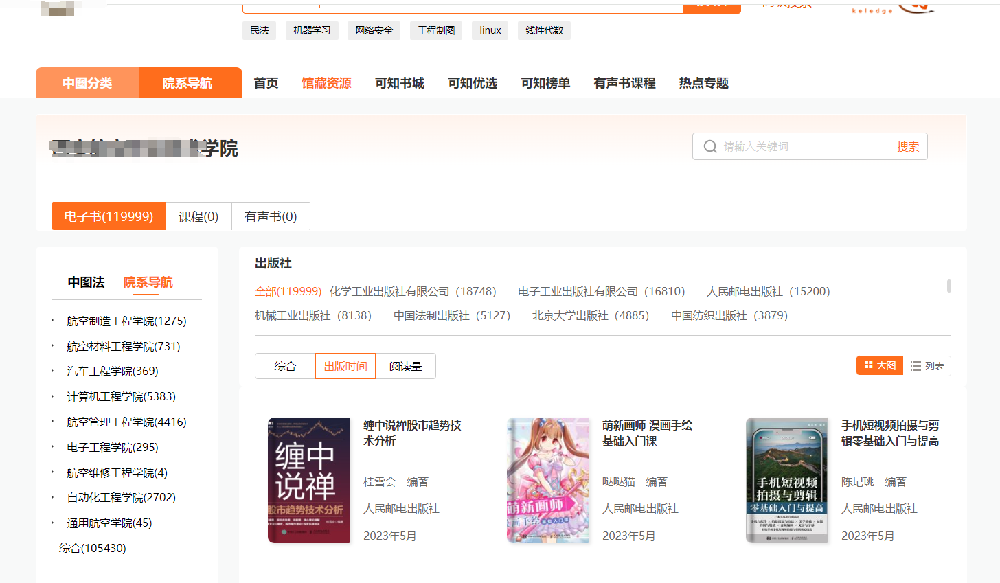 keledge
民法 机器学习 网络安全 工程制图 linux 线性代数
中图分类 院系导航 首页 馆藏资源 可知书城 可知优选 可知榜单 有声书课程 热点专题
学院
请输入关键词 搜索
电子书(119999) 课程(0) 有声书(0)
中图法 院系导航
航空制造工程学院(1275)
航空材料工程学院(731)
汽车工程学院(369)
计算机工程学院(5383)
航空管理工程学院(4416)
电子工程学院(295)
航空维修工程学院(4)
自动化工程学院(2702)
通用航空学院(45)
综合(105430)
出版社
全部(119999) 化学工业出版社有限公司（18748） 电子工业出版社有限公司（16810） 人民邮电出版社（15200）
机械工业出版社（8138） 中国法制出版社（5127） 北京大学出版社（4885） 中国纺织出版社（3879）
综合 出版时间 阅读量 大图 列表
缠中
说禅
股市趋势技术分析
缠中说禅股市趋势技
术分析
桂雪会 编著
人民邮电出版社
2023年5月
萌新画师
基础入门课
萌新画师 漫画手绘
基础入门课
哒哒猫 编著
人民邮电出版社
2023年5月
手机短视频
拍摄与剪辑
零基础入门与提高
手机短视频拍摄与剪
辑零基础入门与提高
陈玘珧 编著
人民邮电出版社
2023年5月